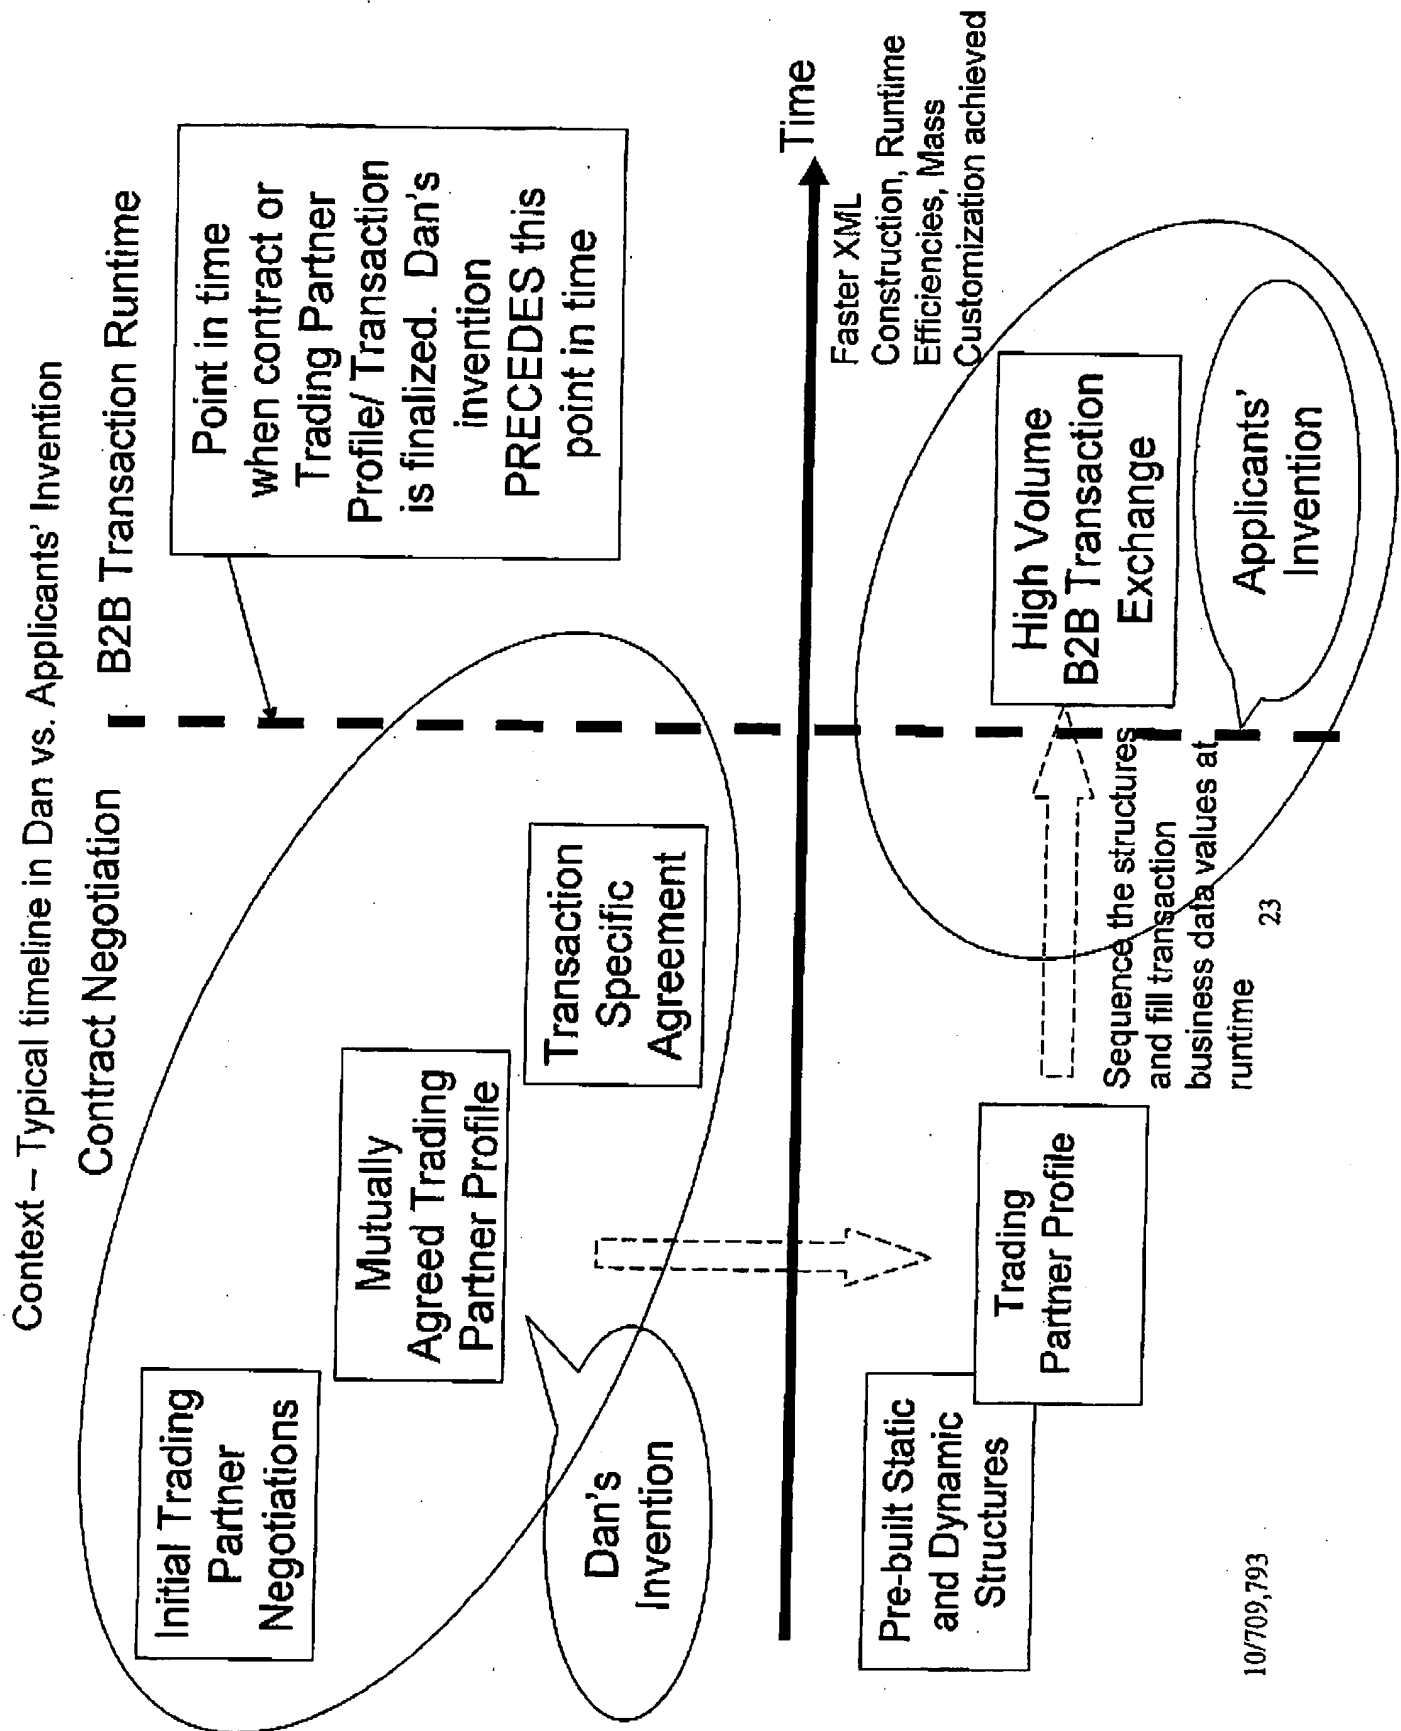 Context – Typical timeline in Dan vs. Applicants' Invention
Contract Negotiation
B2B Transaction Runtime
Initial Trading
Partner
Negotiations
Mutually
Agreed Trading
Partner Profile
Transaction
Specific
Agreement
Point in time
when contract or
Trading Partner
Profile/ Transaction
is finalized. Dan's
invention
PRECEDES this
point in time
Dan's
Invention
Time
Pre-built Static
and Dynamic
Structures
Trading
Partner Profile
Sequence the structures
and fill transaction
business data values at
runtime
High Volume
B2B Transaction
Exchange
Faster XML
Construction, Runtime
Efficiencies, Mass
Customization achieved
Applicants'
Invention
10/709,793
23